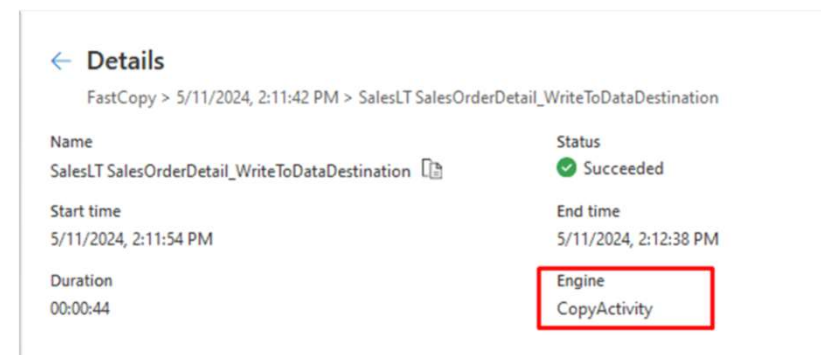 ← Details
FastCopy > 5/11/2024, 2:11:42 PM > SalesLT SalesOrderDetail_WriteToDataDestination
Name
SalesLT SalesOrderDetail_WriteToDataDestination
Status
Succeeded
Start time
5/11/2024, 2:11:54 PM
End time
5/11/2024, 2:12:38 PM
Duration
00:00:44
Engine
CopyActivity